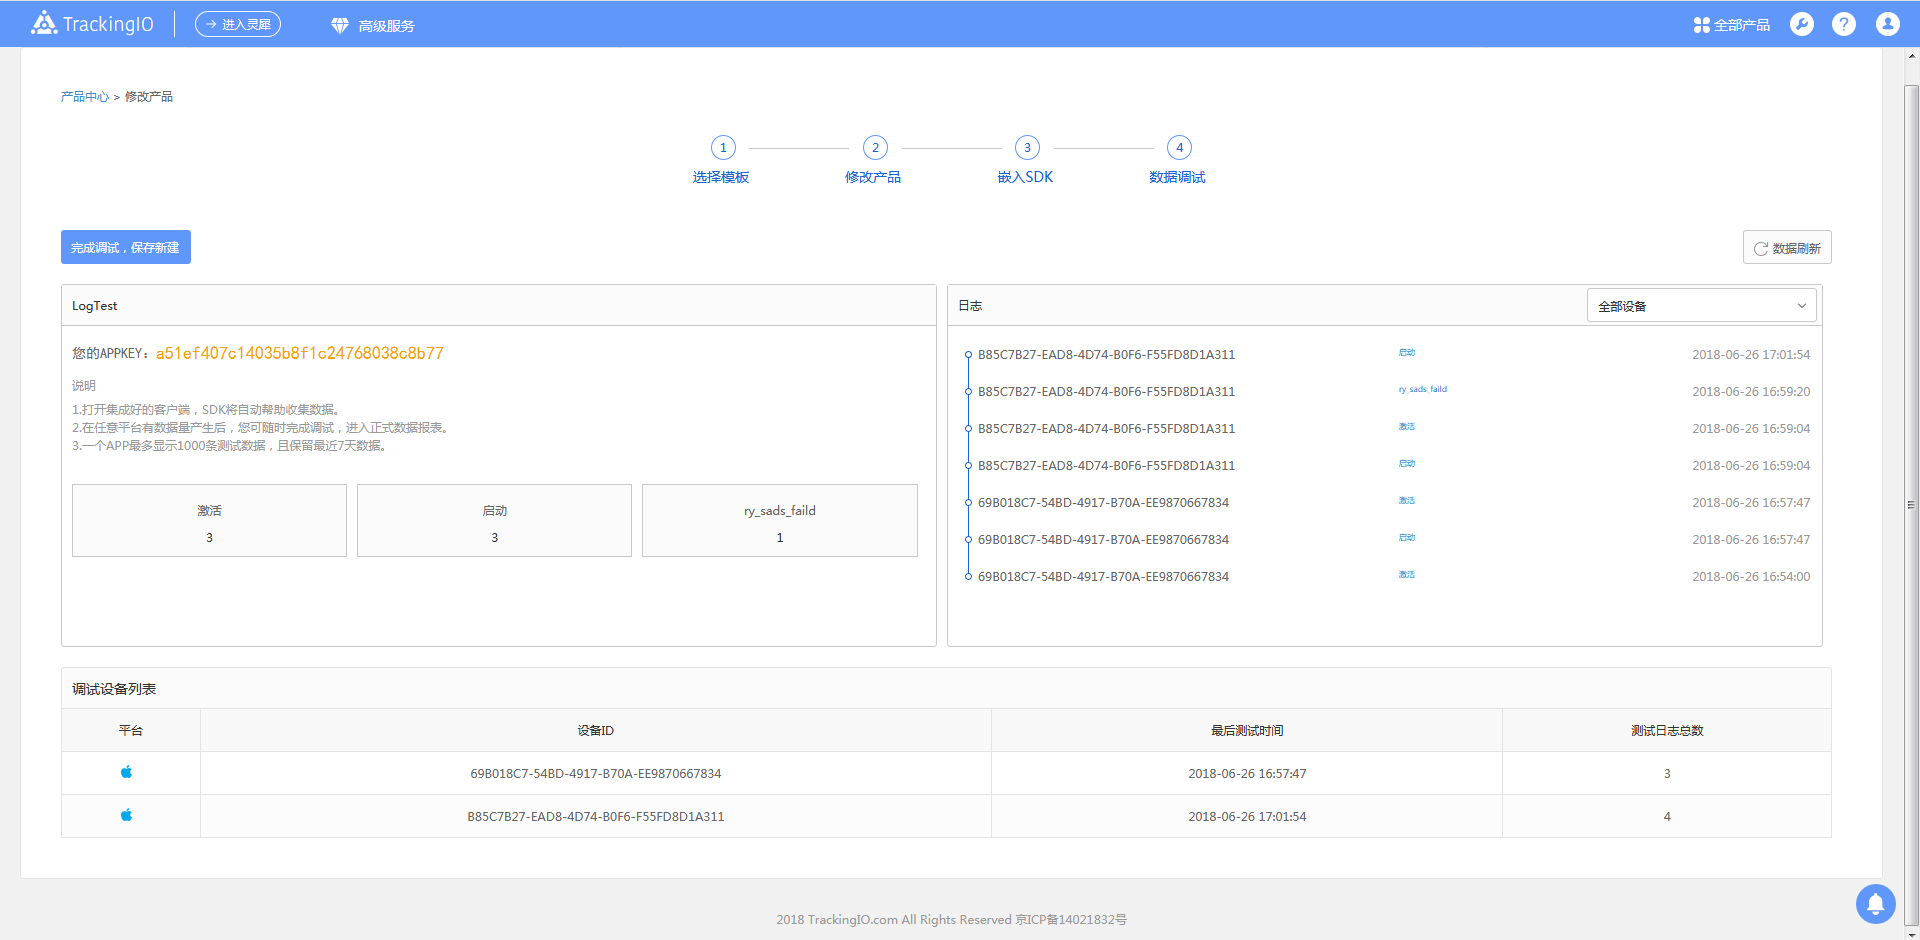 TrackingIO 进入灵犀 高级服务 全部产品
产品中心 > 修改产品
1 2 3 4
选择模板 修改产品 嵌入SDK 数据调试
完成调试，保存新建 数据刷新
LogTest
您的APPKEY：a51ef407c14035b8f1c24768038c8b77
说明
1.打开集成好的客户端，SDK将自动帮助收集数据。
2.在任意平台有数据量产生后，您可随时完成调试，进入正式数据报表。
3.一个APP最多显示1000条测试数据，且保留最近7天数据。
激活 启动 ry_sads_faild
3 3 1
日志 全部设备
B85C7B27-EAD8-4D74-B0F6-F55FD8D1A311 启动 2018-06-26 17:01:54
B85C7B27-EAD8-4D74-B0F6-F55FD8D1A311 ry_sads_faild 2018-06-26 16:59:20
B85C7B27-EAD8-4D74-B0F6-F55FD8D1A311 激活 2018-06-26 16:59:04
B85C7B27-EAD8-4D74-B0F6-F55FD8D1A311 启动 2018-06-26 16:59:04
69B018C7-54BD-4917-B70A-EE9870667834 激活 2018-06-26 16:57:47
69B018C7-54BD-4917-B70A-EE9870667834 启动 2018-06-26 16:57:47
69B018C7-54BD-4917-B70A-EE9870667834 激活 2018-06-26 16:54:00
调试设备列表
平台 设备ID 最后测试时间 测试日志总数
69B018C7-54BD-4917-B70A-EE9870667834 2018-06-26 16:57:47 3
B85C7B27-EAD8-4D74-B0F6-F55FD8D1A311 2018-06-26 17:01:54 4
2018 TrackingIO.com All Rights Reserved 京ICP备14021832号